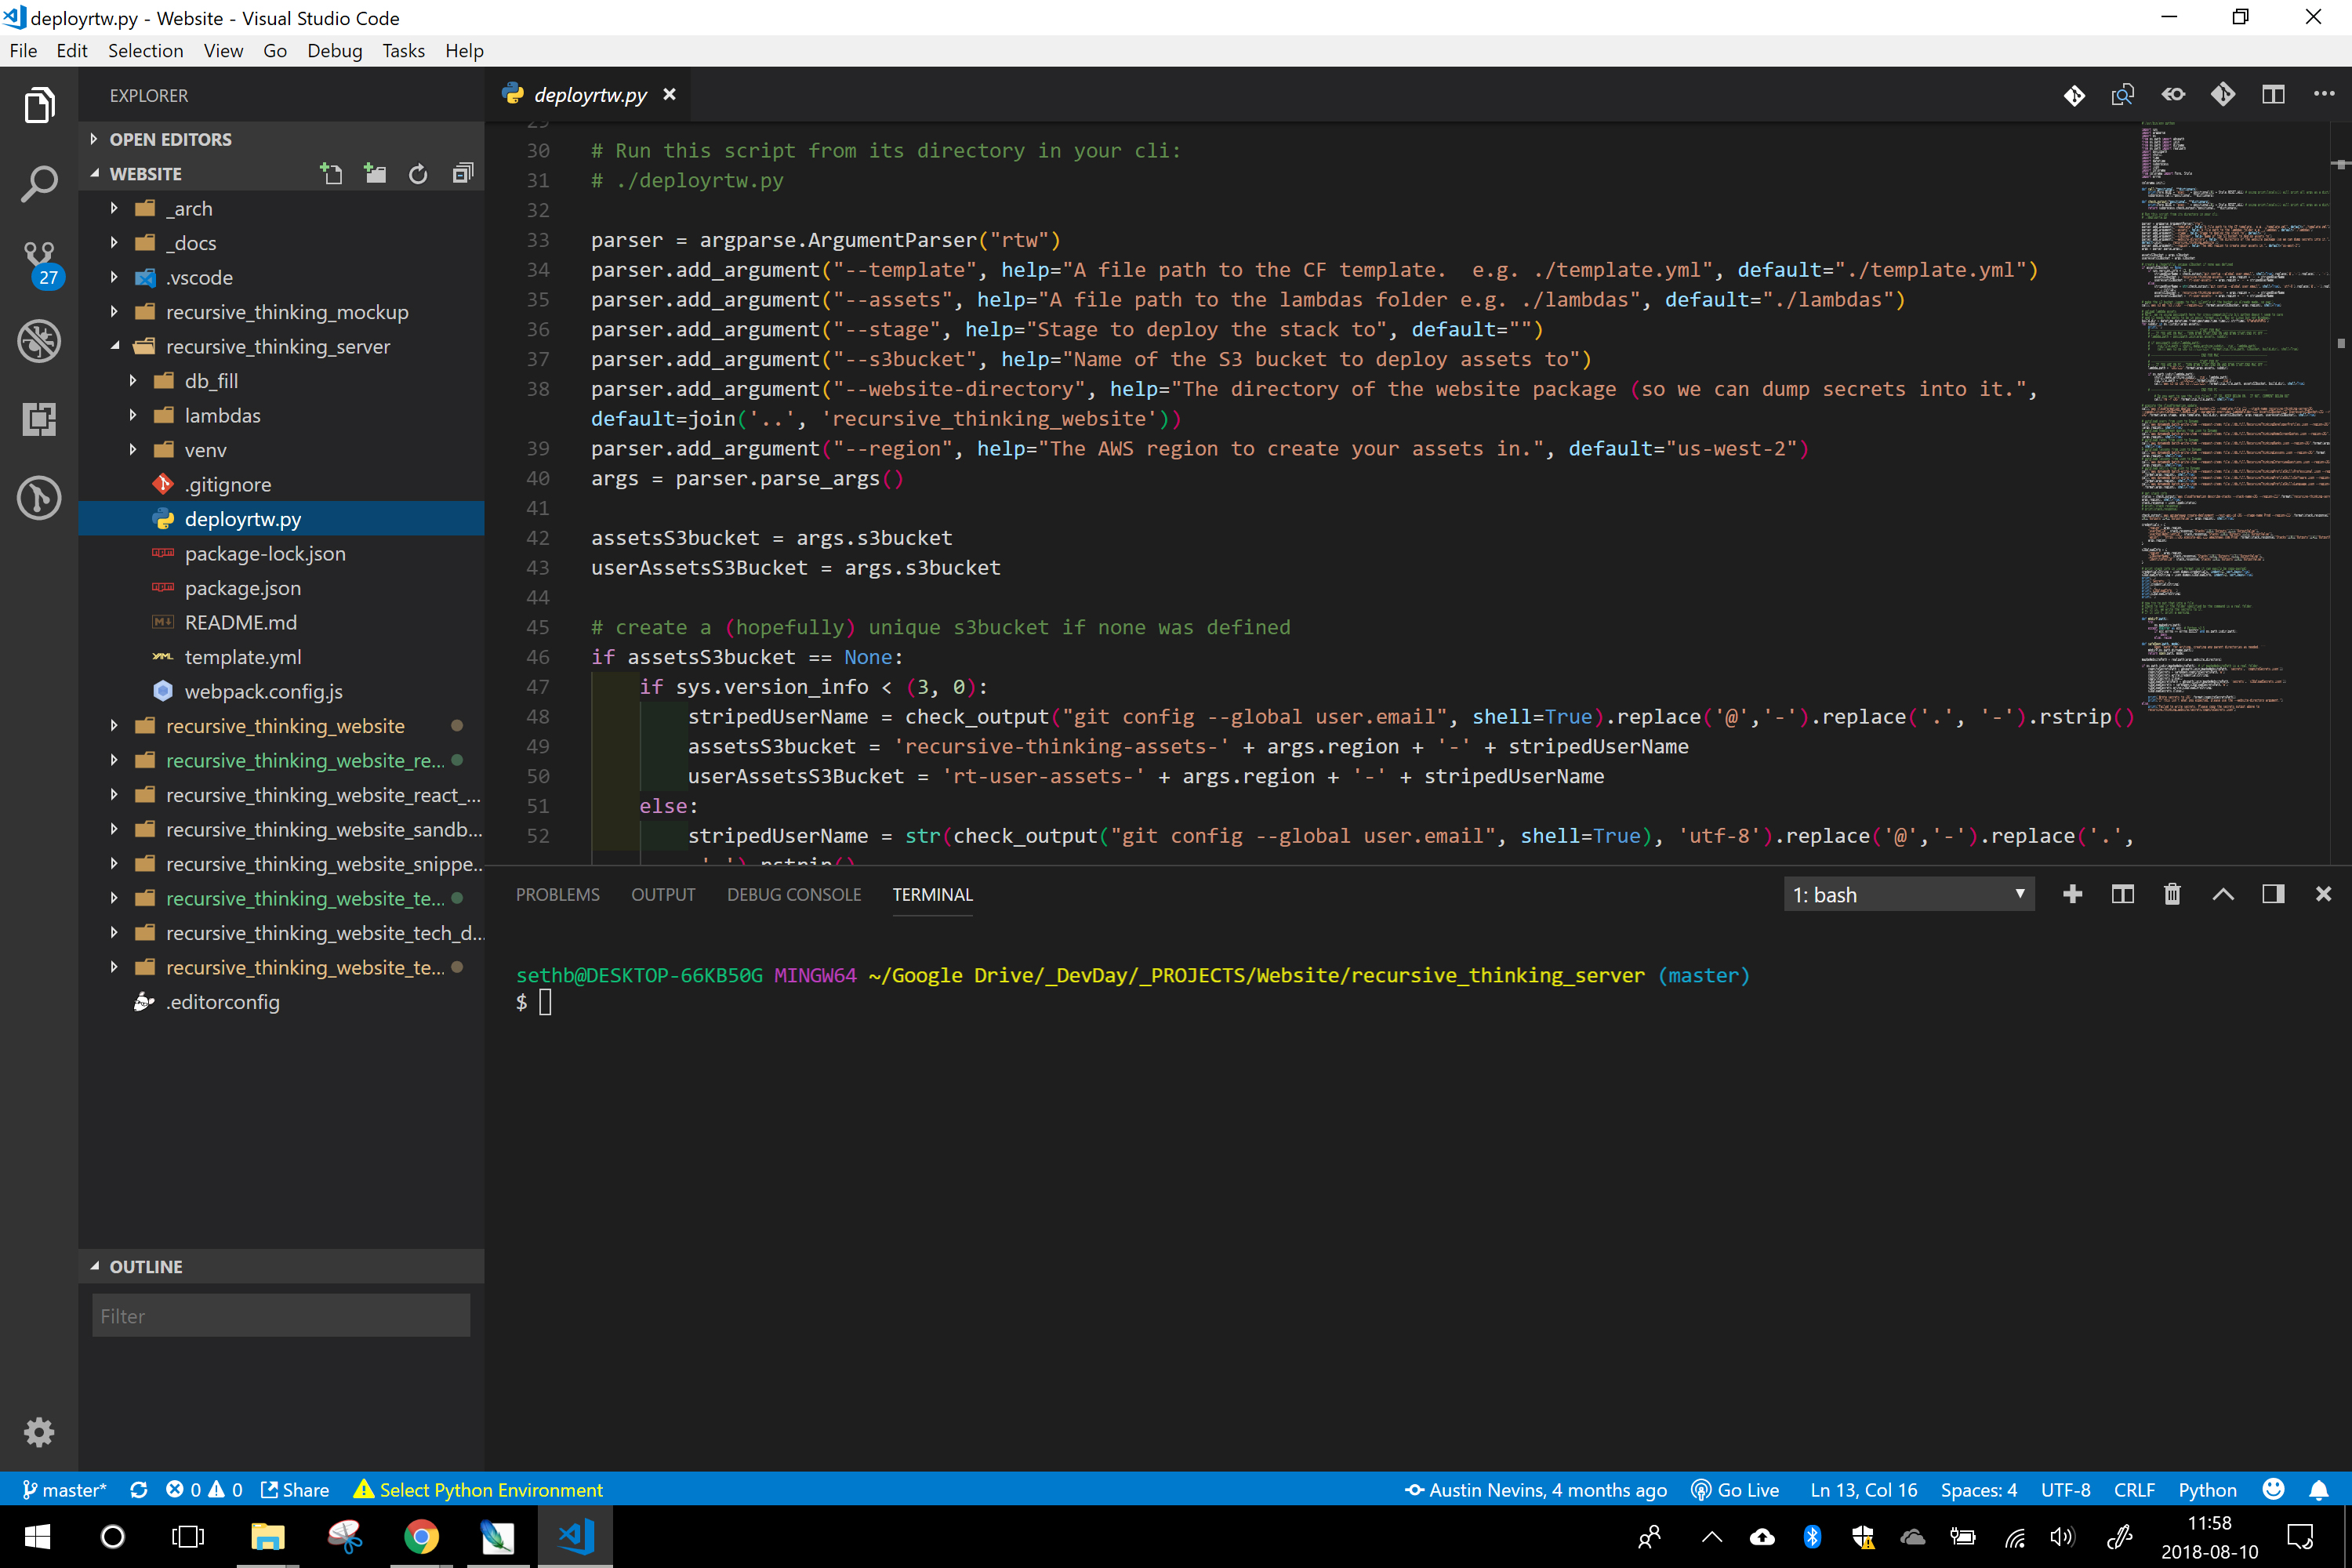 deployrtw.py - Website - Visual Studio Code
File Edit Selection View Go Debug Tasks Help
EXPLORER
OPEN EDITORS
WEBSITE
_arch
_docs
.vscode
recursive_thinking_mockup
recursive_thinking_server
db_fill
lambdas
venv
.gitignore
deployrtw.py
package-lock.json
package.json
README.md
template.yml
webpack.config.js
recursive_thinking_website
recursive_thinking_website_re...
recursive_thinking_website_react_...
recursive_thinking_website_sandb...
recursive_thinking_website_snippe...
recursive_thinking_website_te...
recursive_thinking_website_tech_d...
recursive_thinking_website_te...
.editorconfig
27
OUTLINE
Filter
deployrtw.py
29
30 # Run this script from its directory in your cli:
31 # ./deployrtw.py
32
33 parser = argparse.ArgumentParser("rtw")
34 parser.add_argument("--template", help="A file path to the CF template.  e.g. ./template.yml", default="./template.yml")
35 parser.add_argument("--assets", help="A file path to the lambdas folder e.g. ./lambdas", default="./lambdas")
36 parser.add_argument("--stage", help="Stage to deploy the stack to", default="")
37 parser.add_argument("--s3bucket", help="Name of the S3 bucket to deploy assets to")
38 parser.add_argument("--website-directory", help="The directory of the website package (so we can dump secrets into it.",
default=join('..', 'recursive_thinking_website'))
39 parser.add_argument("--region", help="The AWS region to create your assets in.", default="us-west-2")
40 args = parser.parse_args()
41
42 assetsS3bucket = args.s3bucket
43 userAssetsS3Bucket = args.s3bucket
44
45 # create a (hopefully) unique s3bucket if none was defined
46 if assetsS3bucket == None:
47 if sys.version_info < (3, 0):
48 stripedUserName = check_output("git config --global user.email", shell=True).replace('@','-').replace('.', '-').rstrip()
49 assetsS3bucket = 'recursive-thinking-assets-' + args.region + '-' + stripedUserName
50 userAssetsS3Bucket = 'rt-user-assets-' + args.region + '-' + stripedUserName
51 else:
52 stripedUserName = str(check_output("git config --global user.email", shell=True), 'utf-8').replace('@','-').replace('.',
'-').rstrip()
PROBLEMS OUTPUT DEBUG CONSOLE TERMINAL
1: bash
sethb@DESKTOP-66KB50G MINGW64 ~/Google Drive/_DevDay/_PROJECTS/Website/recursive_thinking_server (master)
$
master* 0 0 Share Select Python Environment
Austin Nevins, 4 months ago Go Live Ln 13, Col 16 Spaces: 4 UTF-8 CRLF Python
11:58
2018-08-10